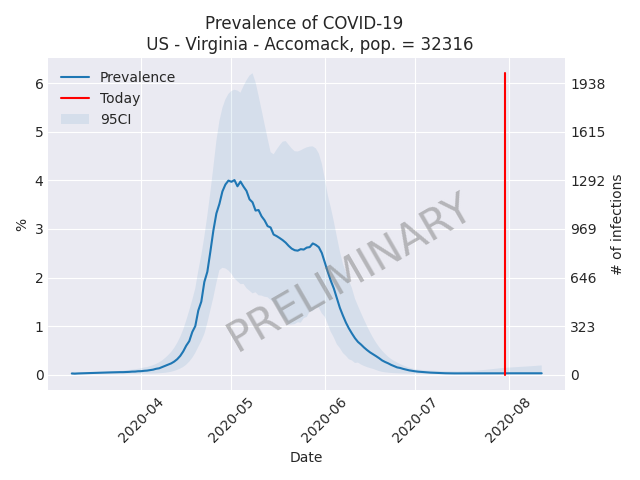 Prevalence of COVID-19
US - Virginia - Accomack, pop. = 32316
Prevalence
Today
95CI
6
5
4
3
2
1
0
%
1938
1615
1292
969
646
323
0
# of infections
PRELIMINARY
2020-04
2020-05
2020-06
2020-07
2020-08
Date